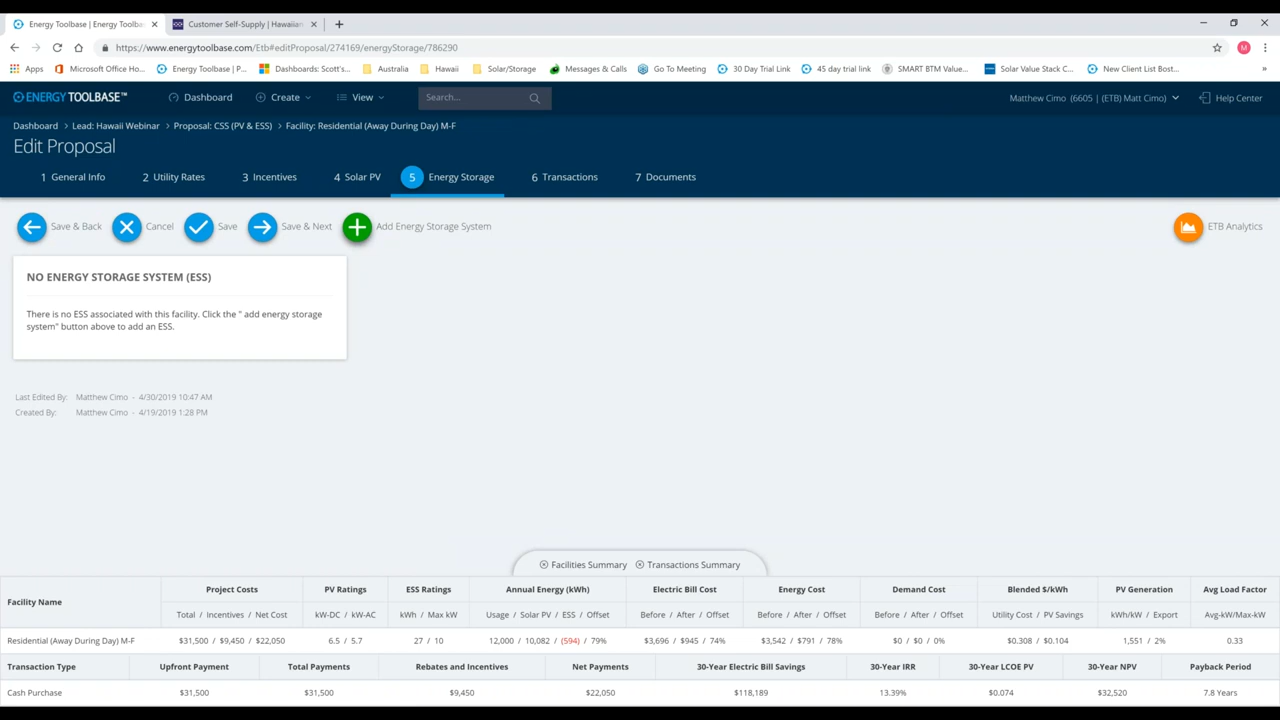 Energy Toolbase | Energy Toolba
Customer Self-Supply | Hawaiian
https://www.energytoolbase.com/Etb#editProposal/274169/energyStorage/786290
M
Apps
Microsoft Office Ho...
Energy Toolbase | P...
Dashboards: Scott's...
Australia
Hawaii
Solar/Storage
Messages & Calls
Go To Meeting
30 Day Trial Link
45 day trial link
SMART BTM Value...
Solar Value Stack C...
New Client List Bost...
»
ENERGY TOOLBASE™
Dashboard
Create
View
Search...
Matthew Cimo (6605 | (ETB) Matt Cimo)
Help Center
Dashboard > Lead: Hawaii Webinar > Proposal: CSS (PV & ESS) > Facility: Residential (Away During Day) M-F
Edit Proposal
1 General Info
2 Utility Rates
3 Incentives
4 Solar PV
5 Energy Storage
6 Transactions
7 Documents
Save & Back
Cancel
Save
Save & Next
Add Energy Storage System
ETB Analytics
NO ENERGY STORAGE SYSTEM (ESS)
There is no ESS associated with this facility. Click the " add energy storage
system" button above to add an ESS.
Last Edited By: Matthew Cimo - 4/30/2019 10:47 AM
Created By: Matthew Cimo - 4/19/2019 1:28 PM
Facilities Summary
Transactions Summary
Facility Name
Project Costs
PV Ratings
ESS Ratings
Annual Energy (kWh)
Electric Bill Cost
Energy Cost
Demand Cost
Blended $/kWh
PV Generation
Avg Load Factor
Total / Incentives / Net Cost
kW-DC / kW-AC
kWh / Max kW
Usage / Solar PV / ESS / Offset
Before / After / Offset
Before / After / Offset
Before / After / Offset
Utility Cost / PV Savings
kWh/kW / Export
Avg-kW/Max-kW
Residential (Away During Day) M-F
$31,500 / $9,450 / $22,050
6.5 / 5.7
27 / 10
12,000 / 10,082 / (594) / 79%
$3,696 / $945 / 74%
$3,542 / $791 / 78%
$0 / $0 / 0%
$0.308 / $0.104
1,551 / 2%
0.33
Transaction Type
Upfront Payment
Total Payments
Rebates and Incentives
Net Payments
30-Year Electric Bill Savings
30-Year IRR
30-Year LCOE PV
30-Year NPV
Payback Period
Cash Purchase
$31,500
$31,500
$9,450
$22,050
$118,189
13.39%
$0.074
$32,520
7.8 Years